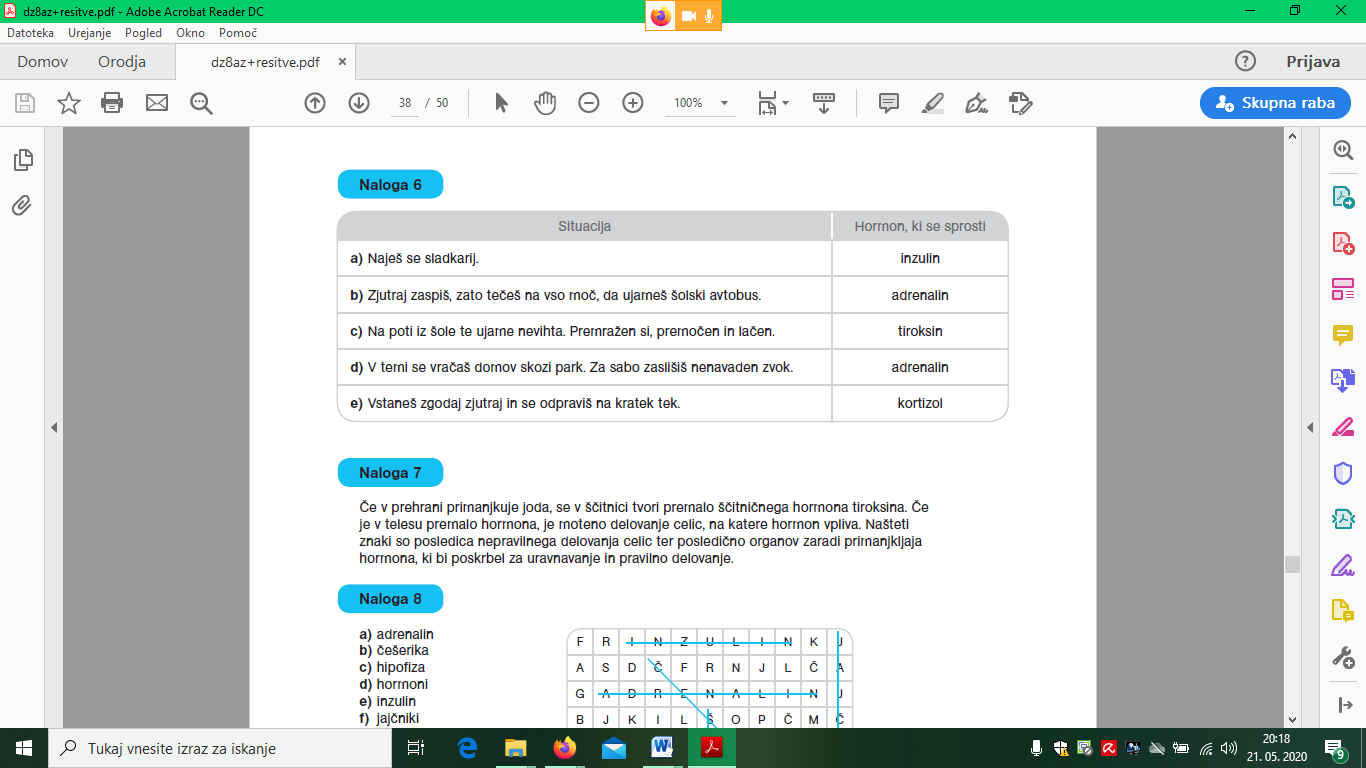 dz8az+resitve.pdf - Adobe Acrobat Reader DC
Datoteka Urejanje Pogled Okno Pomoč
Domov Orodja dz8az+resitve.pdf × ? Prijava
38 / 50 100% Skupna raba
Naloga 6
Situacija Hormon, ki se sprosti
a) Naješ se sladkarij. inzulin
b) Zjutraj zaspiš, zato tečeš na vso moč, da ujameš šolski avtobus. adrenalin
c) Na poti iz šole te ujame nevihta. Premražen si, premočen in lačen. tiroksin
d) V temi se vračaš domov skozi park. Za sabo zaslišiš nenavaden zvok. adrenalin
e) Vstaneš zgodaj zjutraj in se odpraviš na kratek tek. kortizol
Naloga 7
Če v prehrani primanjkuje joda, se v ščitnici tvori premalo ščitničnega hormona tiroksina. Če
je v telesu premalo hormona, je moteno delovanje celic, na katere hormon vpliva. Našteti
znaki so posledica nepravilnega delovanja celic ter posledično organov zaradi primanjkljaja
hormona, ki bi poskrbel za uravnavanje in pravilno delovanje.
Naloga 8
a) adrenalin
b) češerika
c) hipofiza
d) hormoni
e) inzulin
f) jajčniki
F R I N Z U L I N K J
A S D Č F R N J L Č A
G A D R E N A L I N J
B J K I L Š O P Č M Č
Tukaj vnesite izraz za iskanje
20:18
21. 05. 2020
9